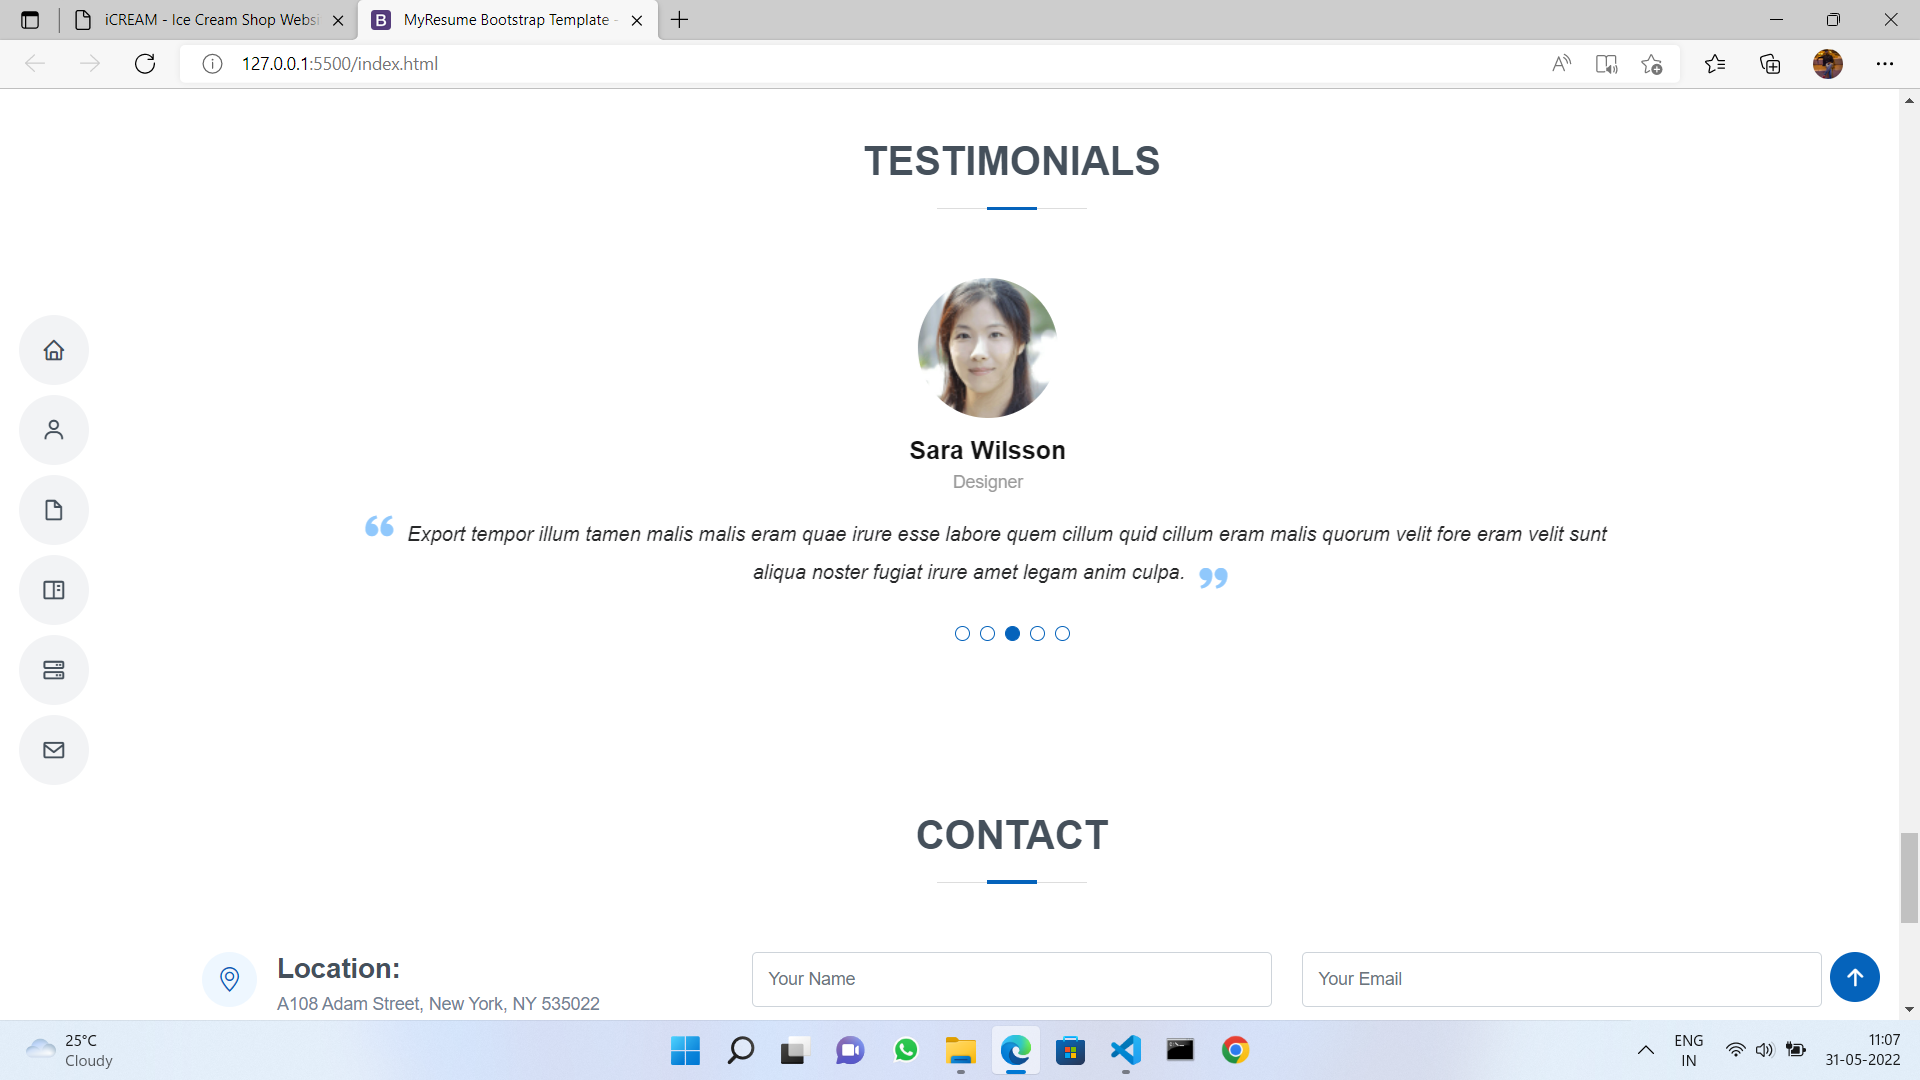 iCREAM - Ice Cream Shop Websi
MyResume Bootstrap Template -
127.0.0.1:5500/index.html
TESTIMONIALS
Sara Wilsson
Designer
“ Export tempor illum tamen malis malis eram quae irure esse labore quem cillum quid cillum eram malis quorum velit fore eram velit sunt
aliqua noster fugiat irure amet legam anim culpa. ”
CONTACT
Location:
A108 Adam Street, New York, NY 535022
Your Name
Your Email
25°C
Cloudy
ENG
IN
11:07
31-05-2022